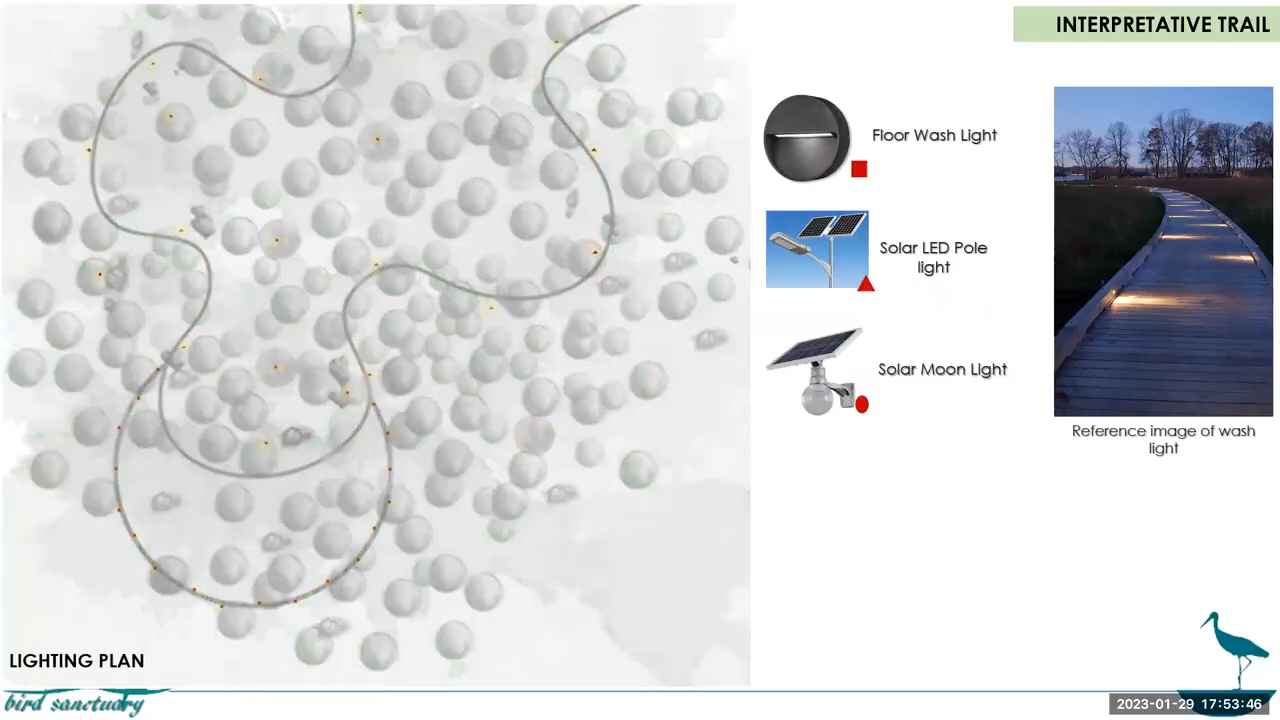 INTERPRETATIVE TRAIL
Floor Wash Light
Solar LED Pole
light
Solar Moon Light
Reference image of wash
light
LIGHTING PLAN
bird sanctuary
2023-01-29 17:53:46